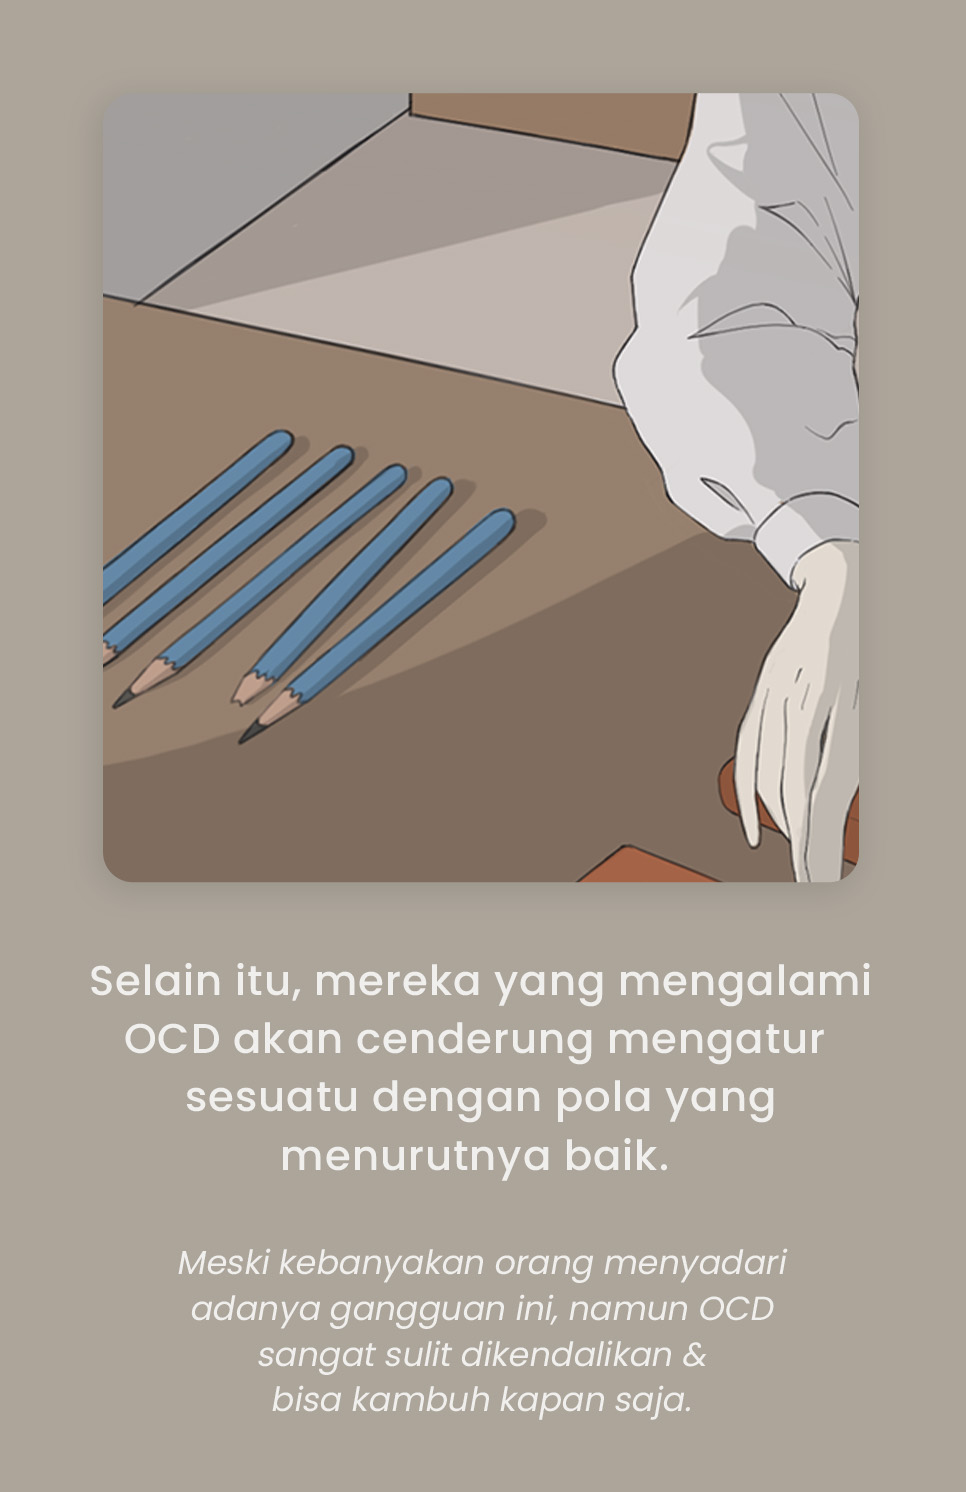 Selain itu, mereka yang mengalami
OCD akan cenderung mengatur
sesuatu dengan pola yang
menurutnya baik.
Meski kebanyakan orang menyadari
adanya gangguan ini, namun OCD
sangat sulit dikendalikan &
bisa kambuh kapan saja.